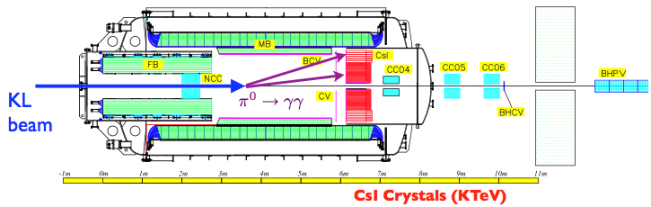 MB
BCV
CsI
FB
CC04
CC05
CC06
BHPV
NCC
KL
beam
CV
π⁰ → γγ
BHCV
-1m 0m 1m 2m 3m 4m 5m 6m 7m 8m 9m 10m 11m
CsI Crystals (KTeV)